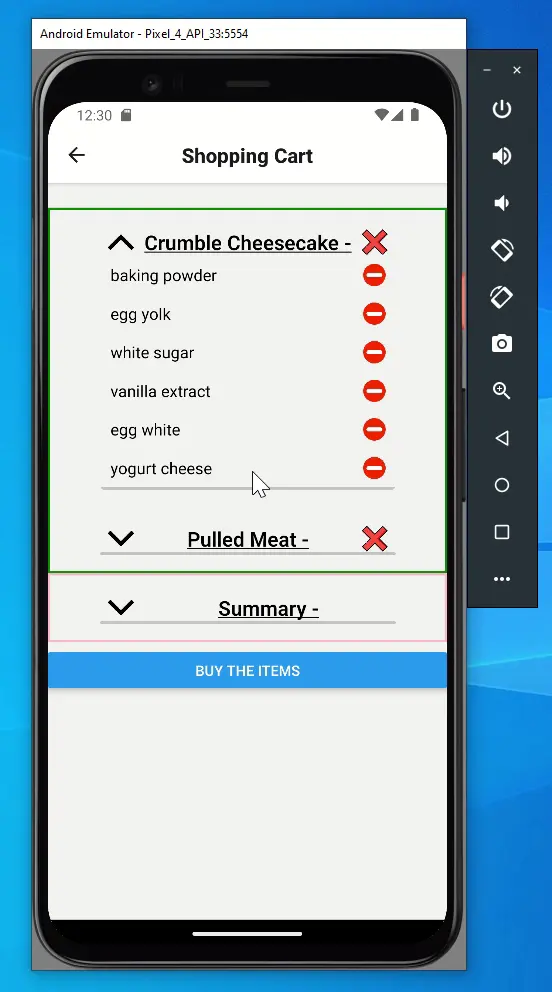 Android Emulator - Pixel_4_API_33:5554
12:30
Shopping Cart
Crumble Cheesecake -
baking powder
egg yolk
white sugar
vanilla extract
egg white
yogurt cheese
Pulled Meat -
Summary -
BUY THE ITEMS